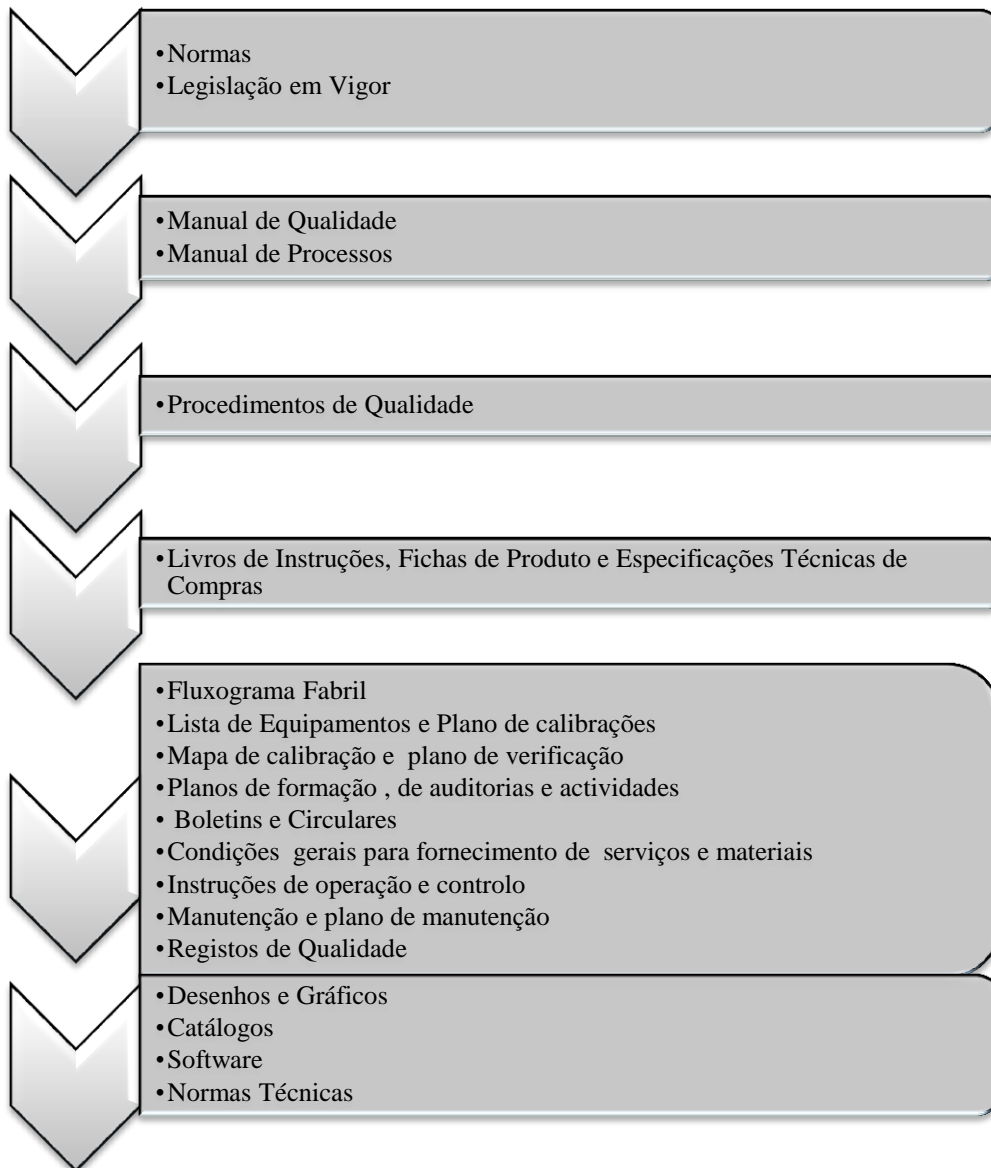 •Normas
•Legislação em Vigor
•Manual de Qualidade
•Manual de Processos
•Procedimentos de Qualidade
•Livros de Instruções, Fichas de Produto e Especificações Técnicas de
Compras
•Fluxograma Fabril
•Lista de Equipamentos e Plano de calibrações
•Mapa de calibração e  plano de verificação
•Planos de formação , de auditorias e actividades
• Boletins e Circulares
•Condições  gerais para fornecimento de  serviços e materiais
•Instruções de operação e controlo
•Manutenção e plano de manutenção
•Registos de Qualidade
•Desenhos e Gráficos
•Catálogos
•Software
•Normas Técnicas